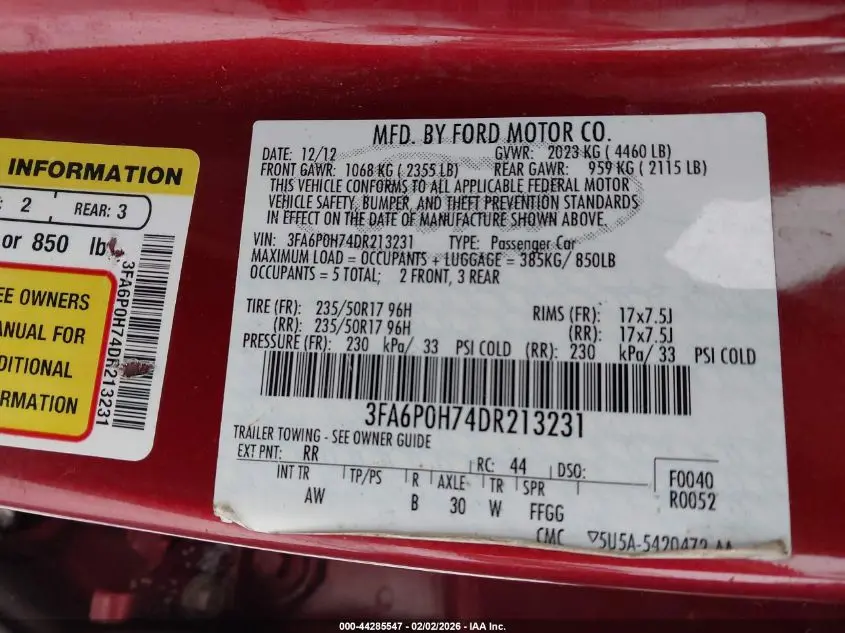 INFORMATION
2 REAR: 3
or 850 lb
EE OWNERS
ANUAL FOR
DITIONAL
ORMATION
3FA6P0H74DR213231
MFD. BY FORD MOTOR CO.
DATE: 12/12 GVWR: 2023 KG ( 4460 LB)
FRONT GAWR: 1068 KG ( 2355 LB) REAR GAWR: 959 KG ( 2115 LB)
THIS VEHICLE CONFORMS TO ALL APPLICABLE FEDERAL MOTOR
VEHICLE SAFETY, BUMPER, AND THEFT PREVENTION STANDARDS
IN EFFECT ON THE DATE OF MANUFACTURE SHOWN ABOVE.
VIN: 3FA6P0H74DR213231 TYPE: Passenger Car
MAXIMUM LOAD = OCCUPANTS + LUGGAGE = 385KG/ 850LB
OCCUPANTS = 5 TOTAL; 2 FRONT, 3 REAR
TIRE (FR): 235/50R17 96H RIMS (FR): 17x7.5J
(RR): 235/50R17 96H (RR): 17x7.5J
PRESSURE (FR): 230 kPa/ 33 PSI COLD (RR): 230 kPa/ 33 PSI COLD
3FA6P0H74DR213231
TRAILER TOWING - SEE OWNER GUIDE
EXT PNT: RR RC: 44 DSO:
INT TR TP/PS R AXLE TR SPR
AW B 30 W FFGG
F0040
R0052
CMC ▽5U5A-5420472-AA
000-44285547 - 02/02/2026 - IAA Inc.